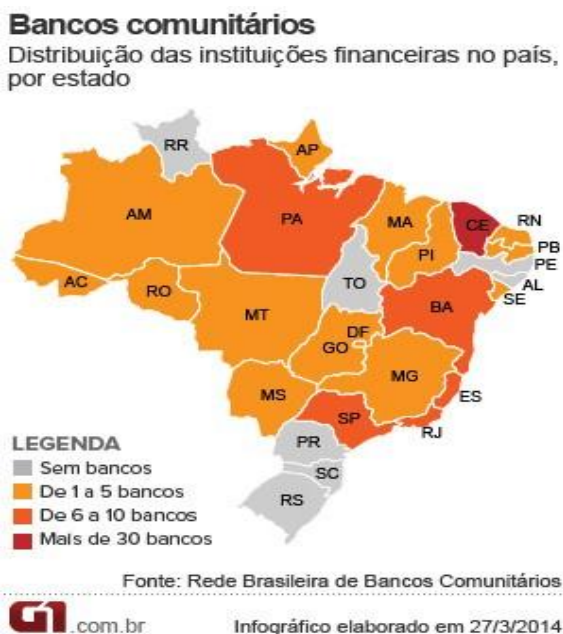 Bancos comunitários
Distribuição das instituições financeiras no país,
por estado
RR
AP
AM
PA
MA
CE
RN
PI
PB
PE
AC
RO
TO
AL
SE
MT
BA
DF
GO
MG
MS
ES
SP
RJ
PR
SC
RS
LEGENDA
Sem bancos
De 1 a 5 bancos
De 6 a 10 bancos
Mais de 30 bancos
Fonte: Rede Brasileira de Bancos Comunitários
G1.com.br
Infográfico elaborado em 27/3/2014